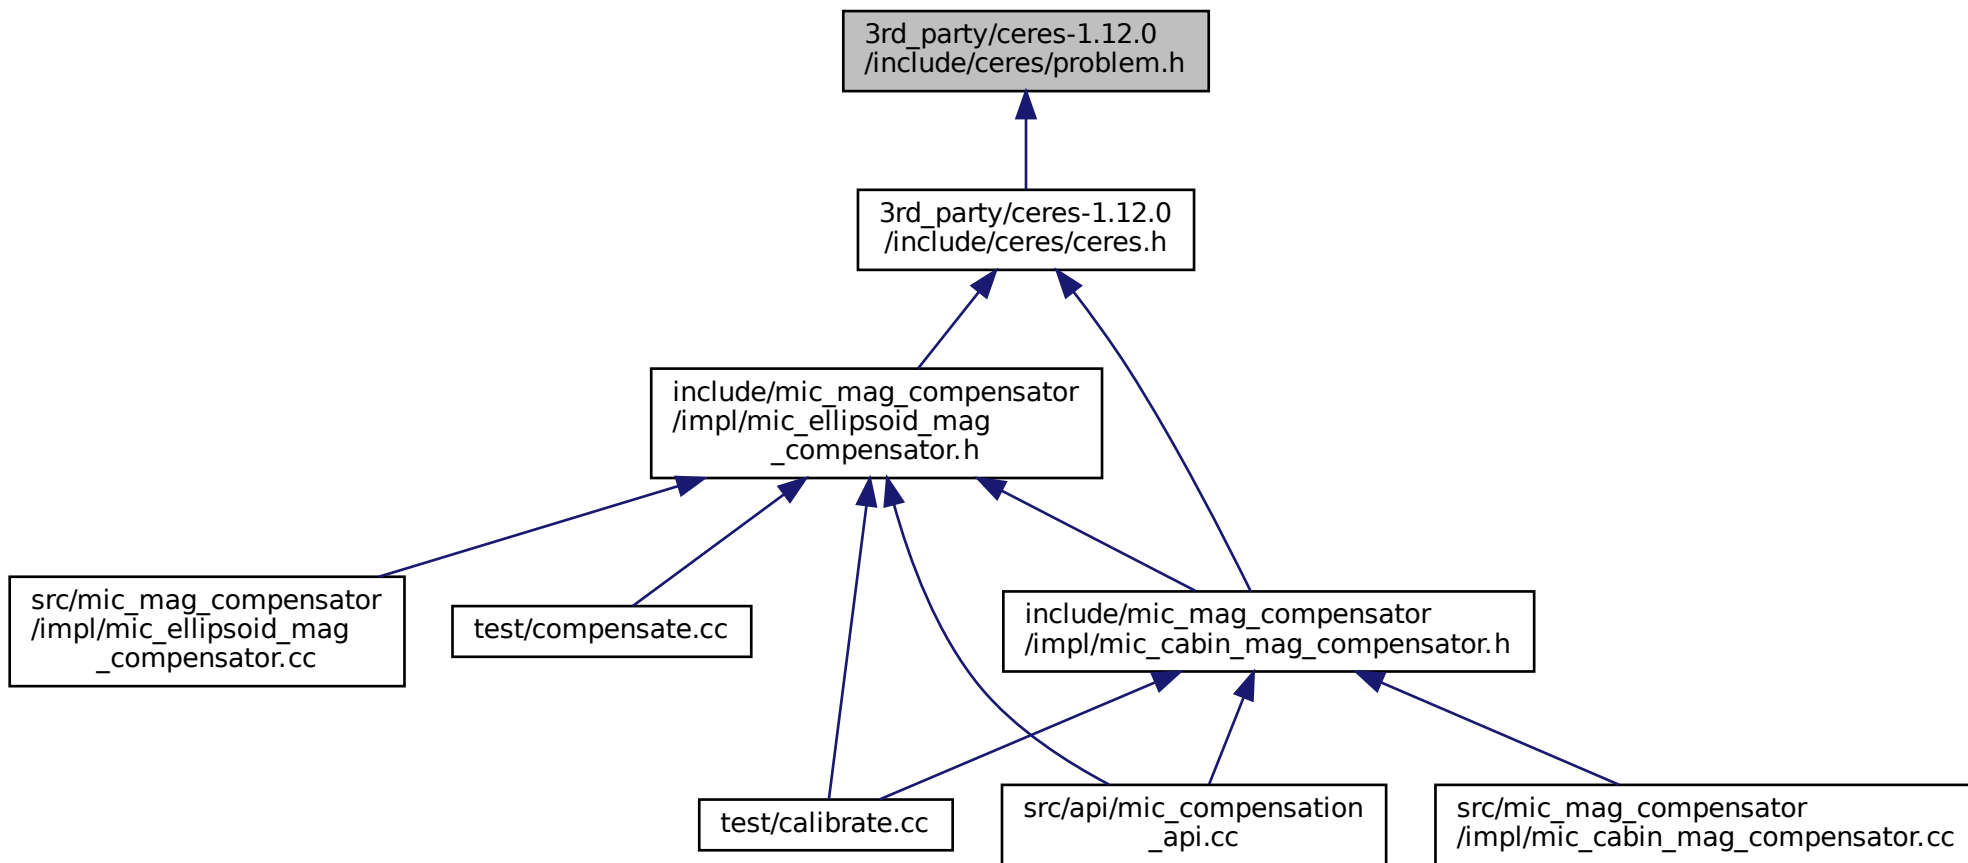 3rd_party/ceres-1.12.0
/include/ceres/problem.h
3rd_party/ceres-1.12.0
/include/ceres/ceres.h
include/mic_mag_compensator
/impl/mic_ellipsoid_mag
_compensator.h
src/mic_mag_compensator
/impl/mic_ellipsoid_mag
_compensator.cc
test/compensate.cc
include/mic_mag_compensator
/impl/mic_cabin_mag_compensator.h
test/calibrate.cc
src/api/mic_compensation
_api.cc
src/mic_mag_compensator
/impl/mic_cabin_mag_compensator.cc